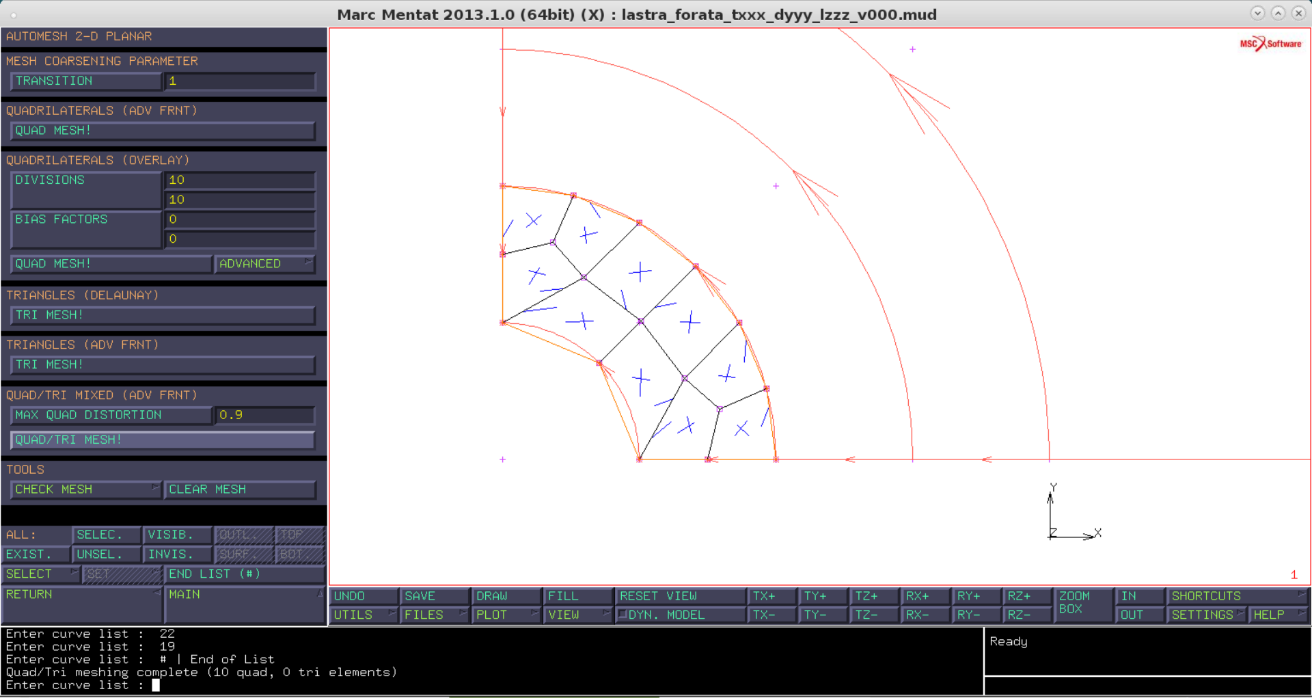 Marc Mentat 2013.1.0 (64bit) (X) : lastra_forata_txxx_dyyy_lzzz_v000.mud
AUTOMESH 2-D PLANAR
MESH COARSENING PARAMETER
TRANSITION 1
QUADRILATERALS (ADV FRNT)
QUAD MESH!
QUADRILATERALS (OVERLAY)
DIVISIONS 10
10
BIAS FACTORS 0
0
QUAD MESH! ADVANCED
TRIANGLES (DELAUNAY)
TRI MESH!
TRIANGLES (ADV FRNT)
TRI MESH!
QUAD/TRI MIXED (ADV FRNT)
MAX QUAD DISTORTION 0.9
QUAD/TRI MESH!
TOOLS
CHECK MESH CLEAR MESH
ALL: SELEC. VISIB. OUTL. TOP
EXIST. UNSEL. INVIS. SURF. BOT
SELECT SET END LIST (#)
RETURN MAIN
MSC Software
Y
Z X
1
UNDO SAVE DRAW FILL RESET VIEW TX+ TY+ TZ+ RX+ RY+ RZ+ ZOOM BOX IN SHORTCUTS
UTILS FILES PLOT VIEW DYN. MODEL TX- TY- TZ- RX- RY- RZ- OUT SETTINGS HELP
Enter curve list : 22
Enter curve list : 19
Enter curve list : # | End of List
Quad/Tri meshing complete (10 quad, 0 tri elements)
Enter curve list :
Ready